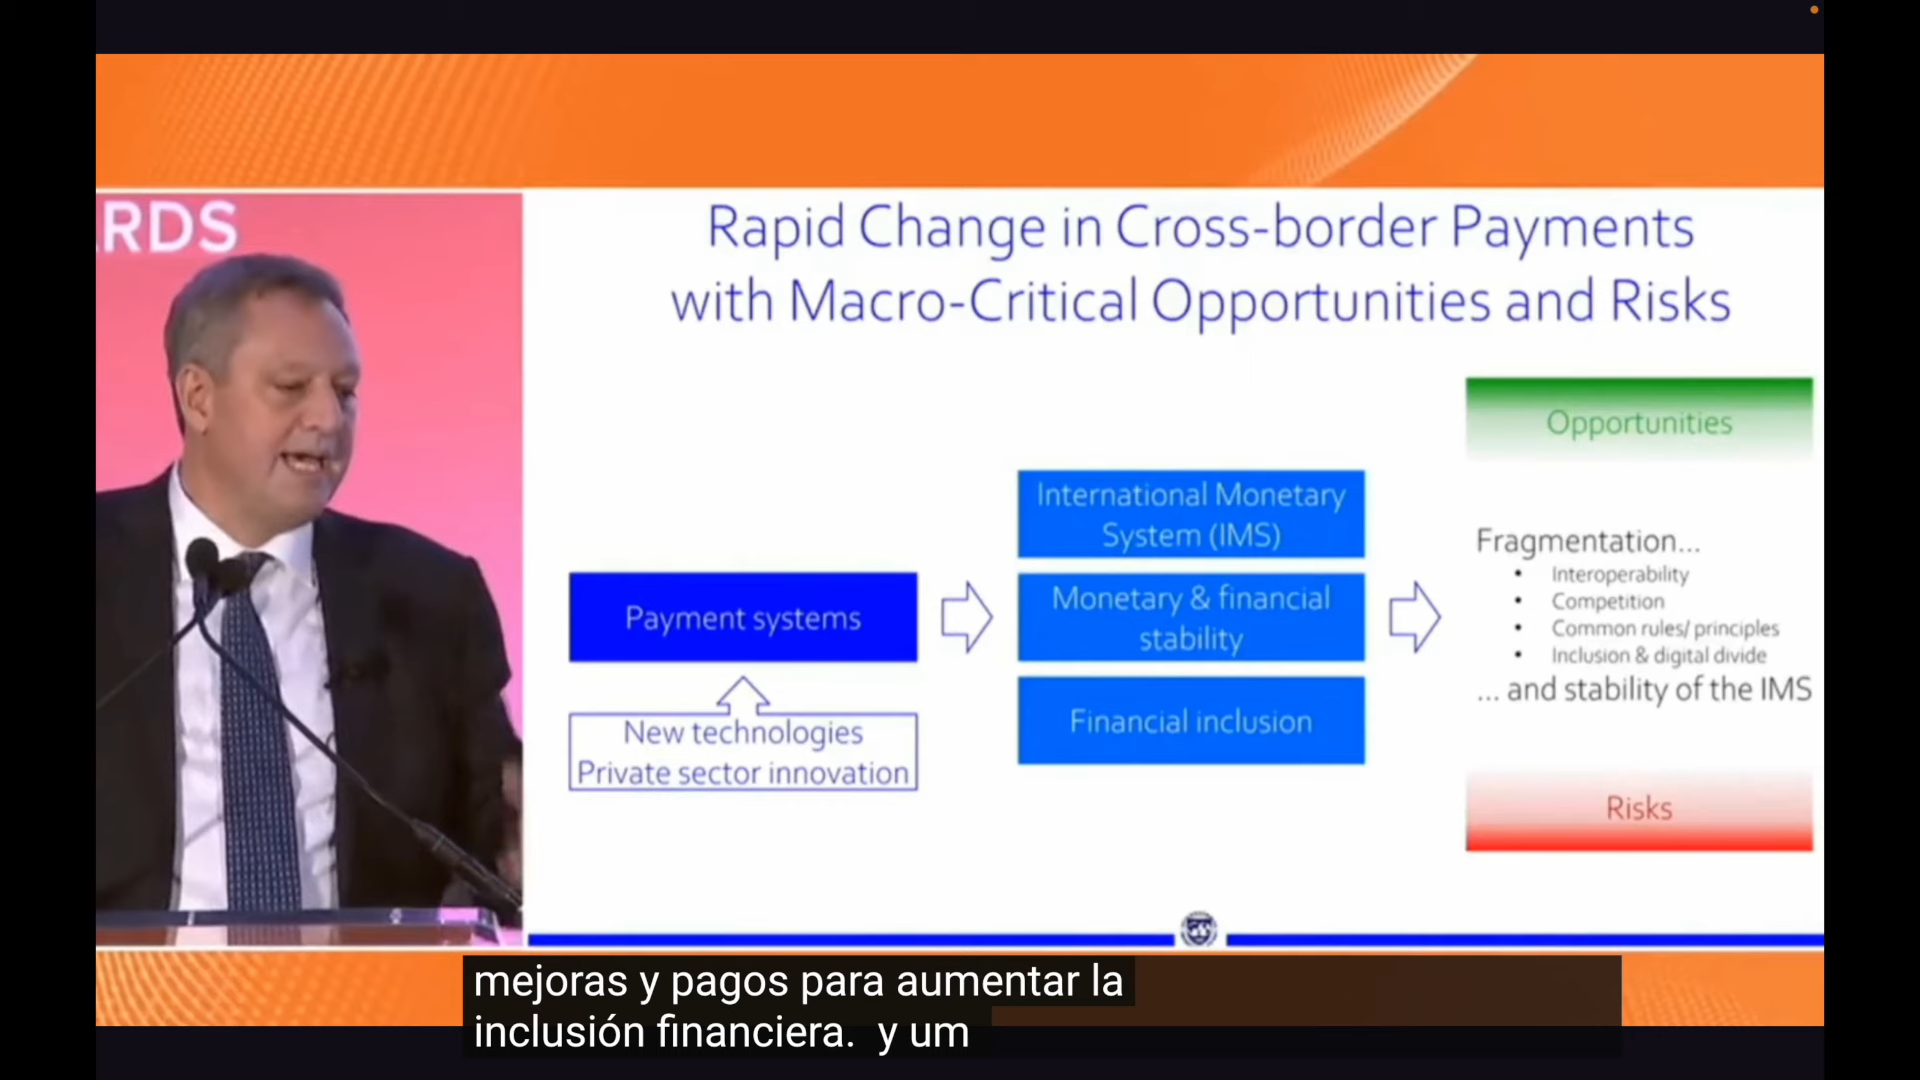 RDS
Rapid Change in Cross-border Payments
with Macro-Critical Opportunities and Risks
Payment systems
New technologies
Private sector innovation
International Monetary
System (IMS)
Monetary & financial
stability
Financial inclusion
Opportunities
Fragmentation...
• Interoperability
• Competition
• Common rules/ principles
• Inclusion & digital divide
... and stability of the IMS
Risks
mejoras y pagos para aumentar la
inclusión financiera. y um